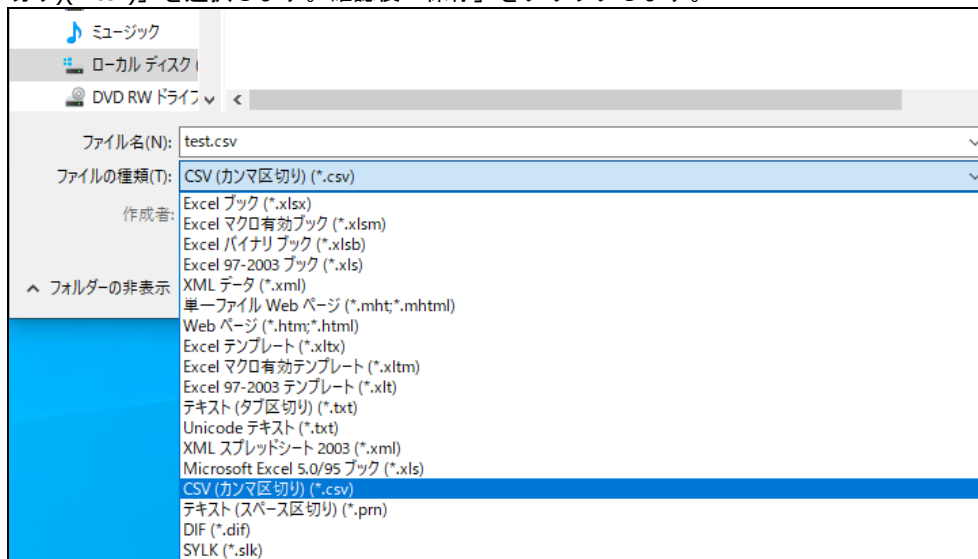 ミュージック
ローカル ディスク (
DVD RW ドライブ
ファイル名(N): test.csv
ファイルの種類(T): CSV (カンマ区切り) (*.csv)
作成者:
Excel ブック (*.xlsx)
Excel マクロ有効ブック (*.xlsm)
Excel バイナリ ブック (*.xlsb)
Excel 97-2003 ブック (*.xls)
フォルダーの非表示
XML データ (*.xml)
単一ファイル Web ページ (*.mht;*.mhtml)
Web ページ (*.htm;*.html)
Excel テンプレート (*.xltx)
Excel マクロ有効テンプレート (*.xltm)
Excel 97-2003 テンプレート (*.xlt)
テキスト (タブ区切り) (*.txt)
Unicode テキスト (*.txt)
XML スプレッドシート 2003 (*.xml)
Microsoft Excel 5.0/95 ブック (*.xls)
CSV (カンマ区切り) (*.csv)
テキスト (スペース区切り) (*.prn)
DIF (*.dif)
SYLK (*.slk)